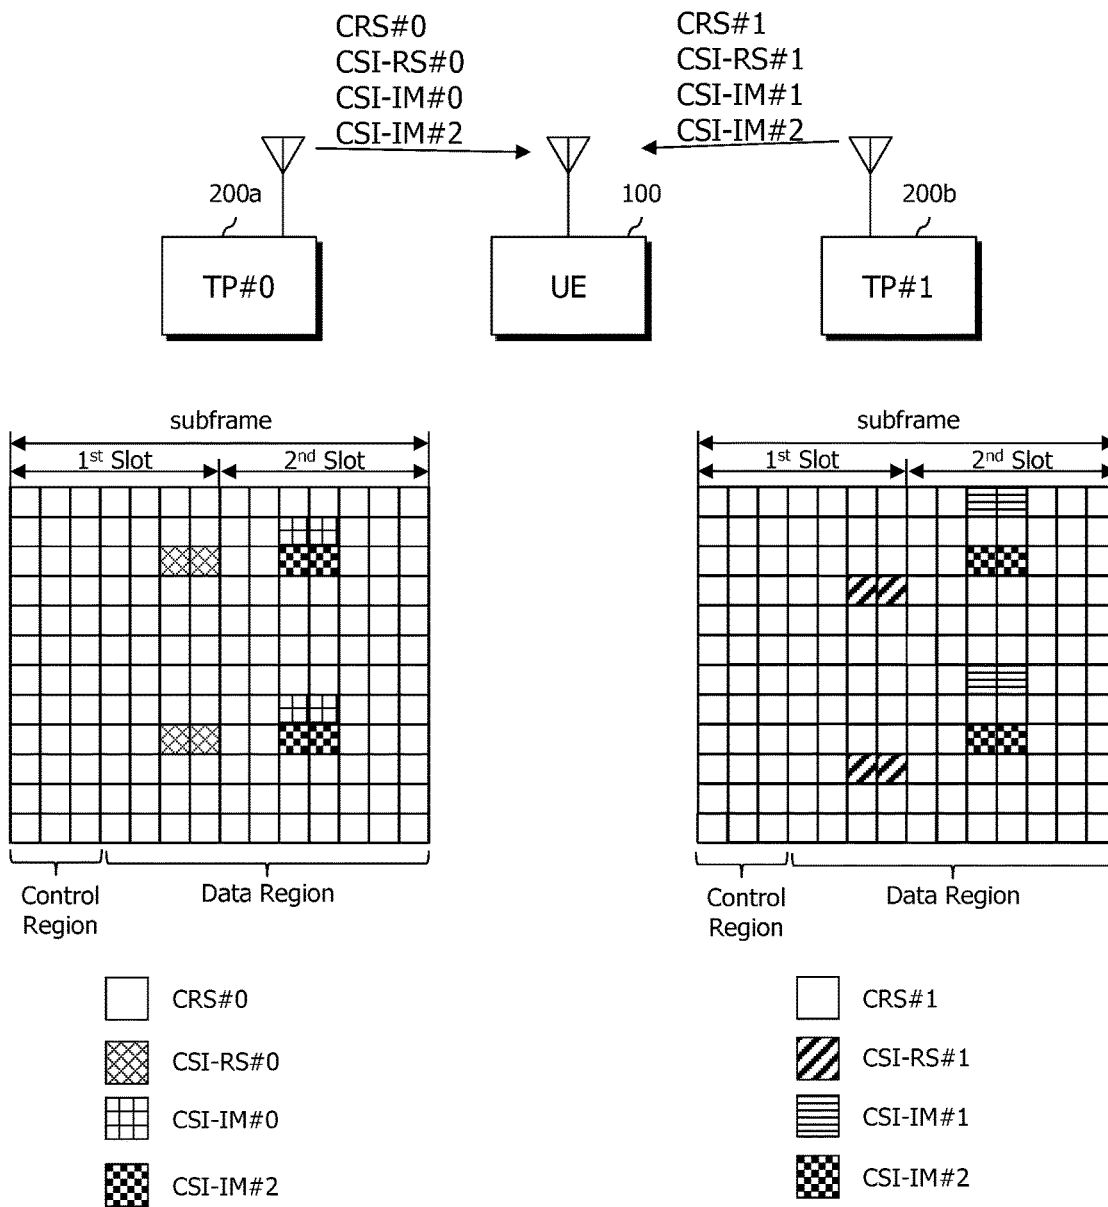 CRS#0
CSI-RS#0
CSI-IM#0
CSI-IM#2
CRS#1
CSI-RS#1
CSI-IM#1
CSI-IM#2
200a
100
200b
TP#0
UE
TP#1
subframe
1st Slot
2nd Slot
Control
Region
Data Region
subframe
1st Slot
2nd Slot
Control
Region
Data Region
CRS#0
CSI-RS#0
CSI-IM#0
CSI-IM#2
CRS#1
CSI-RS#1
CSI-IM#1
CSI-IM#2